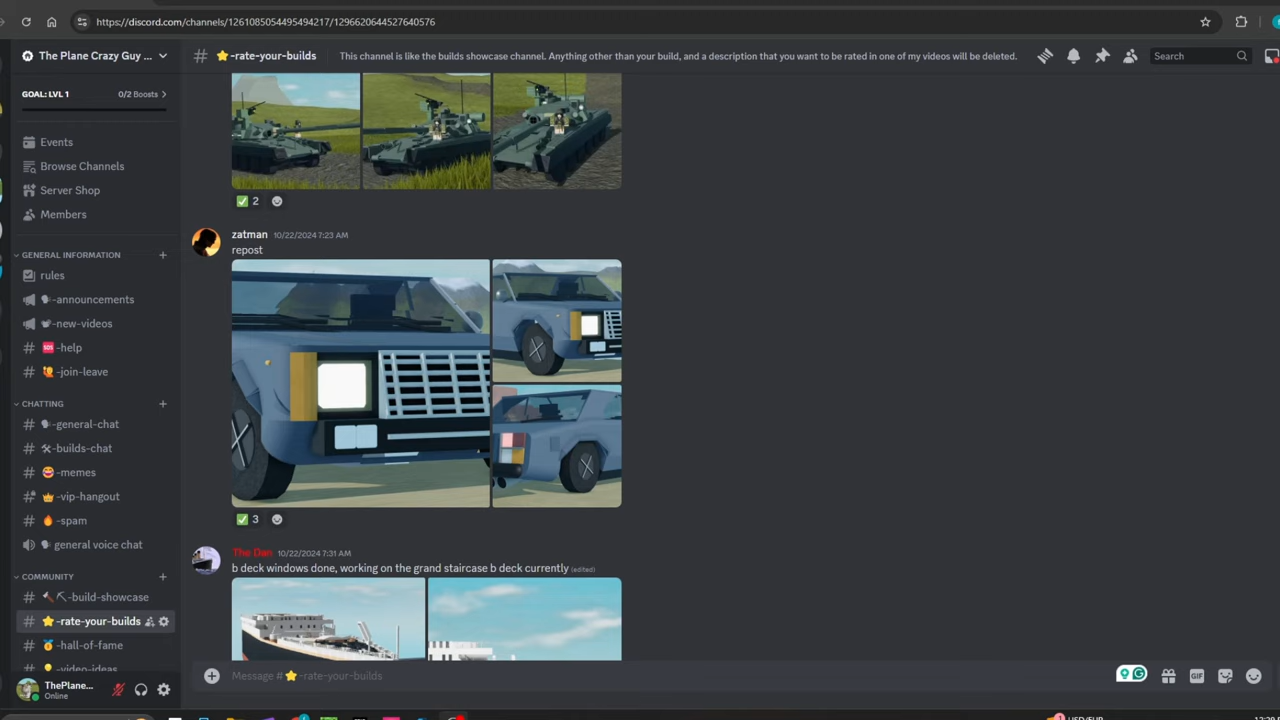 https://discord.com/channels/1261085054495494217/1296620644527640576
The Plane Crazy Guy ...
# ⭐-rate-your-builds
This channel is like the builds showcase channel. Anything other than your build, and a description that you want to be rated in one of my videos will be deleted.
Search
GOAL: LVL 1
0/2 Boosts
Events
Browse Channels
Server Shop
Members
GENERAL INFORMATION
rules
-announcements
-new-videos
# SOS -help
# -join-leave
CHATTING
# -general-chat
# -builds-chat
# -memes
# -vip-hangout
# -spam
general voice chat
COMMUNITY
# -build-showcase
# ⭐-rate-your-builds
# -hall-of-fame
# -video-ideas
ThePlane...
Online
2
zatman 10/22/2024 7:23 AM
repost
3
The Dan 10/22/2024 7:31 AM
b deck windows done, working on the grand staircase b deck currently (edited)
Message #⭐-rate-your-builds
GIF
USD/EUR